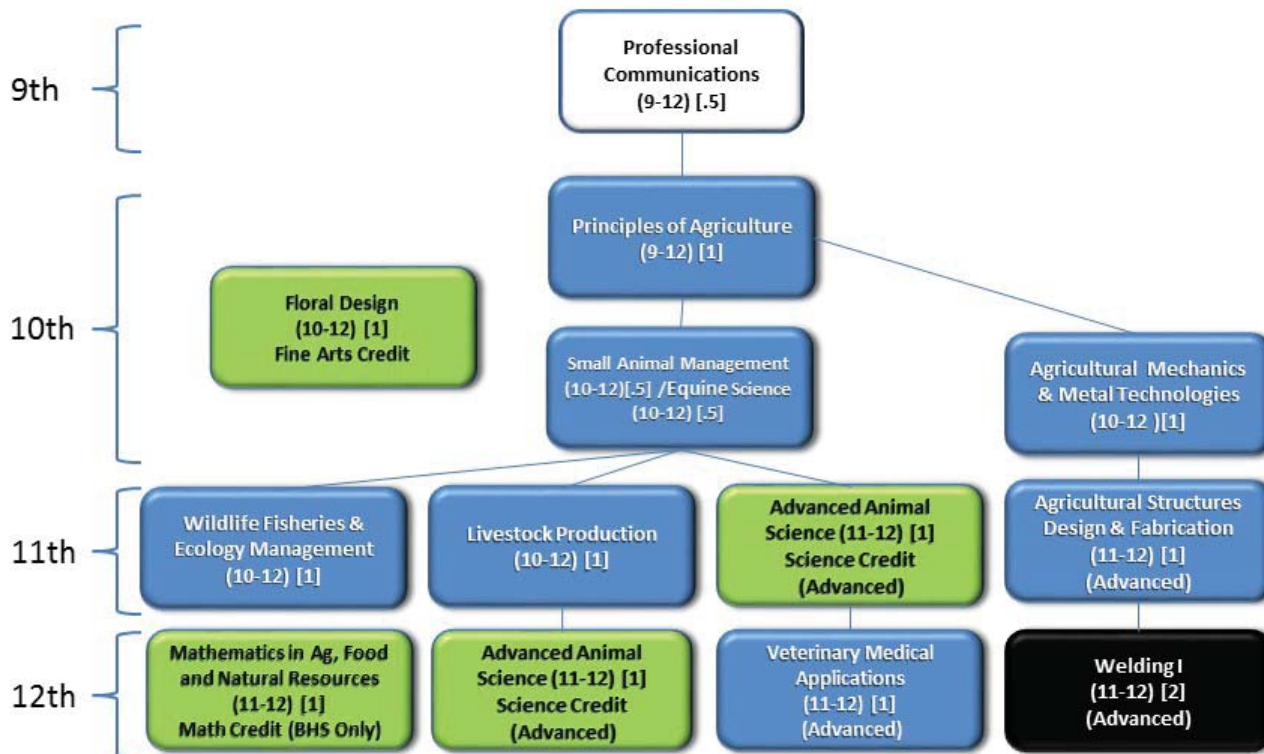 9th
Professional
Communications
(9-12) [.5]
10th
Principles of Agriculture
(9-12) [1]
Floral Design
(10-12) [1]
Fine Arts Credit
Small Animal Management
(10-12)[.5] /Equine Science
(10-12) [.5]
Agricultural Mechanics
& Metal Technologies
(10-12 )[1]
11th
Wildlife Fisheries &
Ecology Management
(10-12) [1]
Livestock Production
(10-12) [1]
Advanced Animal
Science (11-12) [1]
Science Credit
(Advanced)
Agricultural Structures
Design & Fabrication
(11-12) [1]
(Advanced)
12th
Mathematics in Ag, Food
and Natural Resources
(11-12) [1]
Math Credit (BHS Only)
Advanced Animal
Science (11-12) [1]
Science Credit
(Advanced)
Veterinary Medical
Applications
(11-12) [1]
(Advanced)
Welding I
(11-12) [2]
(Advanced)